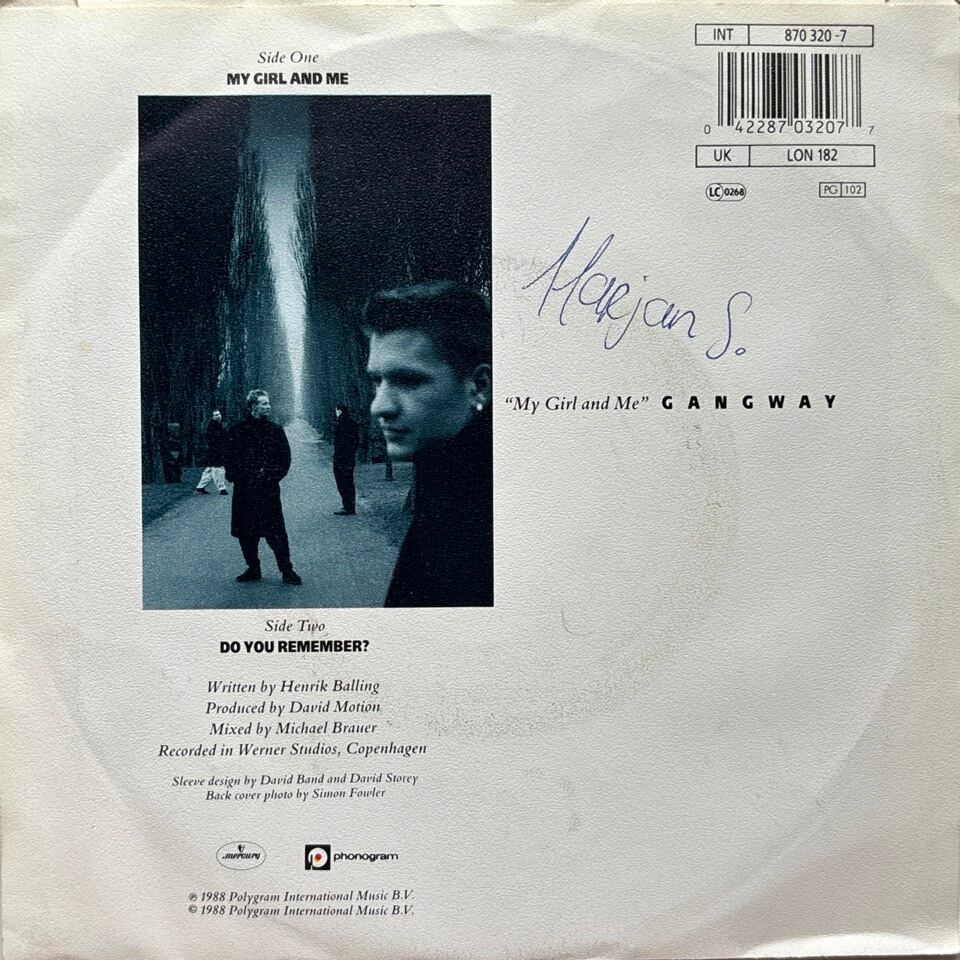 Side One
MY GIRL AND ME
INT 870 320-7
0 42287 03207 7
UK LON 182
LC 0268 PG 102
Marjan S.
"My Girl and Me" GANGWAY
Side Two
DO YOU REMEMBER?
Written by Henrik Balling
Produced by David Motion
Mixed by Michael Brauer
Recorded in Werner Studios, Copenhagen
Sleeve design by David Band and David Storey
Back cover photo by Simon Fowler
mercury phonogram
℗ 1988 Polygram International Music B.V.
© 1988 Polygram International Music B.V.